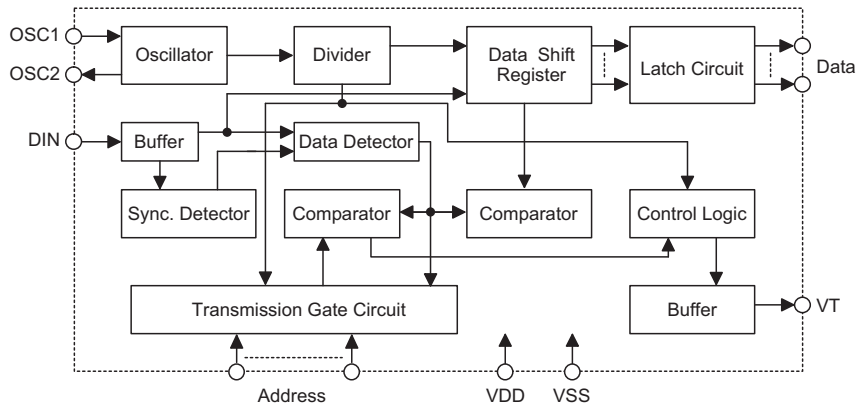 OSC1
Oscillator
Divider
Data Shift
Register
Latch Circuit
Data
OSC2
DIN
Buffer
Data Detector
Sync. Detector
Comparator
Comparator
Control Logic
Transmission Gate Circuit
Buffer
VT
Address
VDD
VSS